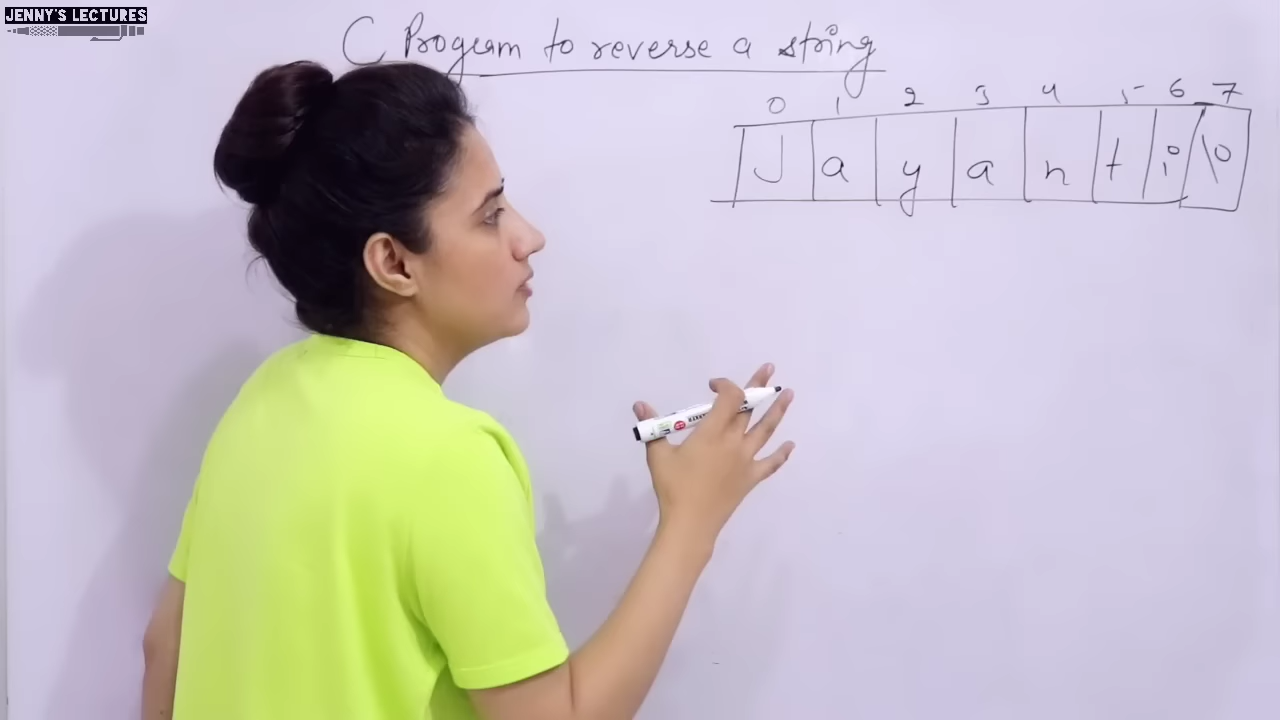 JENNY'S LECTURES
C Program to reverse a string
0 1 2 3 4 5 6 7
J a y a n t i \0